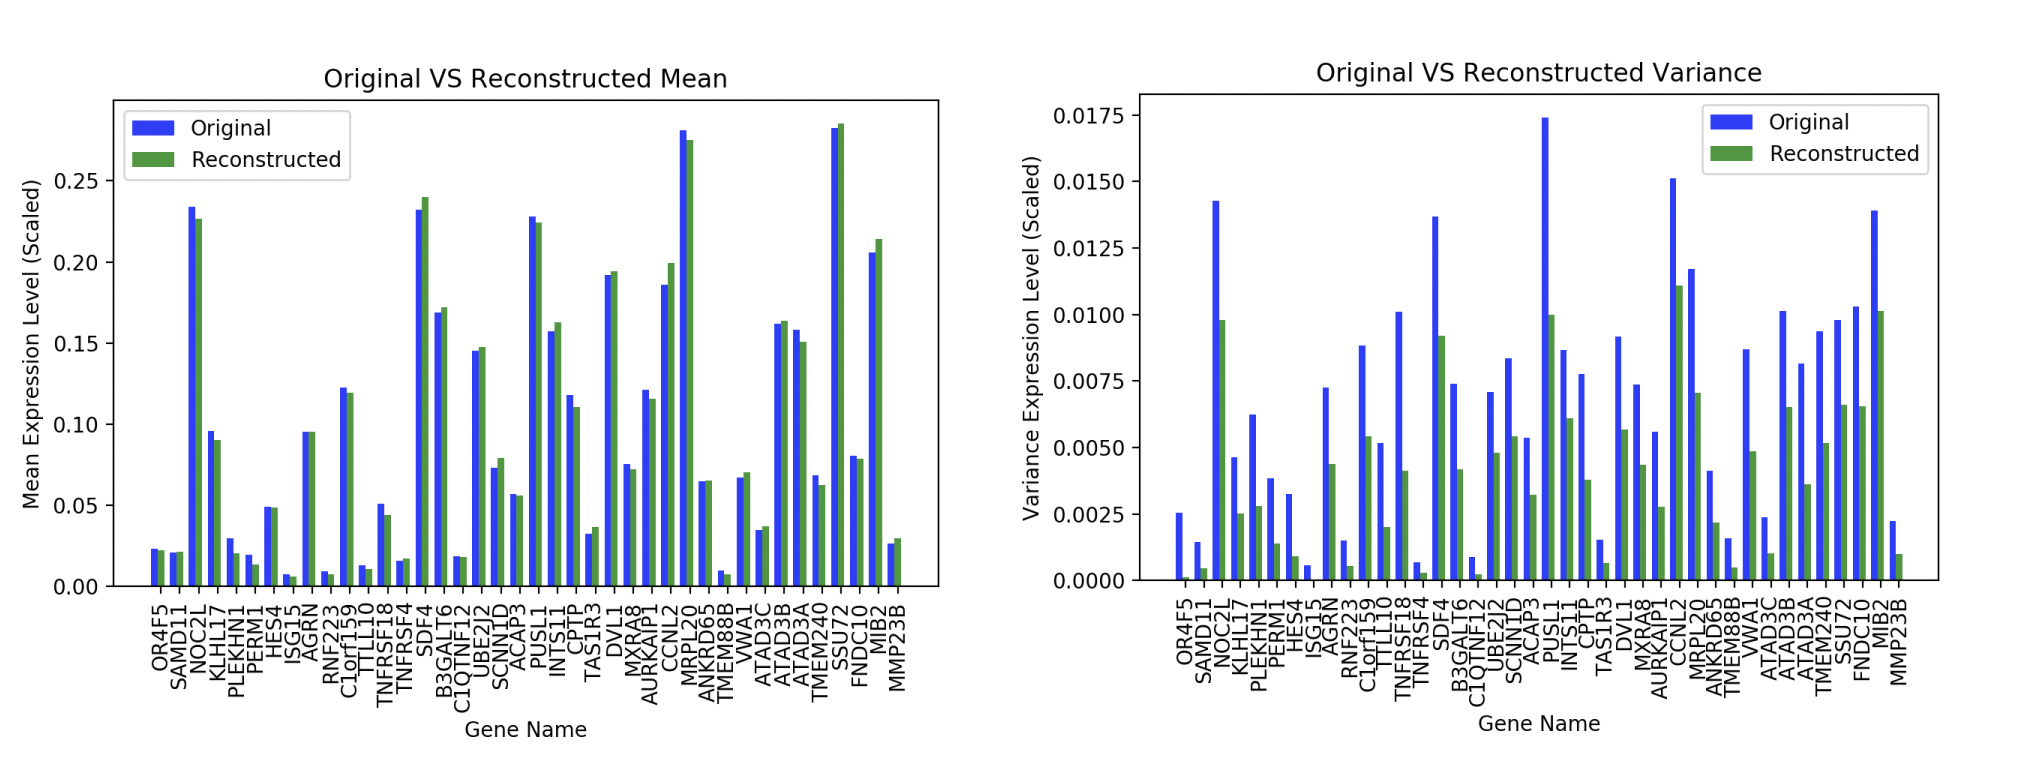 Original VS Reconstructed Mean
Original
Reconstructed
Mean Expression Level (Scaled)
0.25
0.20
0.15
0.10
0.05
0.00
OR4F5
SAMD11
NOC2L
KLHL17
PLEKHN1
PERM1
HES4
ISG15
AGRN
RNF223
C1orf159
TTLL10
TNFRSF18
TNFRSF4
SDF4
B3GALT6
C1QTNF12
UBE2J2
SCNN1D
ACAP3
PUSL1
INTS11
CPTP
TAS1R3
DVL1
MXRA8
AURKAIP1
CCNL2
MRPL20
ANKRD65
TMEM88B
VWA1
ATAD3C
ATAD3B
ATAD3A
TMEM240
SSU72
FNDC10
MIB2
MMP23B
Gene Name
Original VS Reconstructed Variance
Original
Reconstructed
Variance Expression Level (Scaled)
0.0175
0.0150
0.0125
0.0100
0.0075
0.0050
0.0025
0.0000
OR4F5
SAMD11
NOC2L
KLHL17
PLEKHN1
PERM1
HES4
ISG15
AGRN
RNF223
C1orf159
TTLL10
TNFRSF18
TNFRSF4
SDF4
B3GALT6
C1QTNF12
UBE2J2
SCNN1D
ACAP3
PUSL1
INTS11
CPTP
TAS1R3
DVL1
MXRA8
AURKAIP1
CCNL2
MRPL20
ANKRD65
TMEM88B
VWA1
ATAD3C
ATAD3B
ATAD3A
TMEM240
SSU72
FNDC10
MIB2
MMP23B
Gene Name